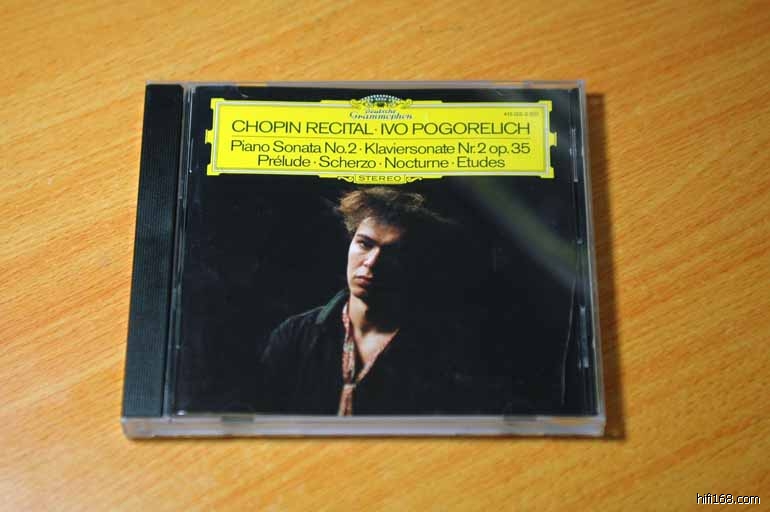 Deutsche
Grammophon
CHOPIN RECITAL · IVO POGORELICH
Piano Sonata No.2 · Klaviersonate Nr.2 op.35
Prélude · Scherzo · Nocturne · Etudes
STEREO
hifi168.com